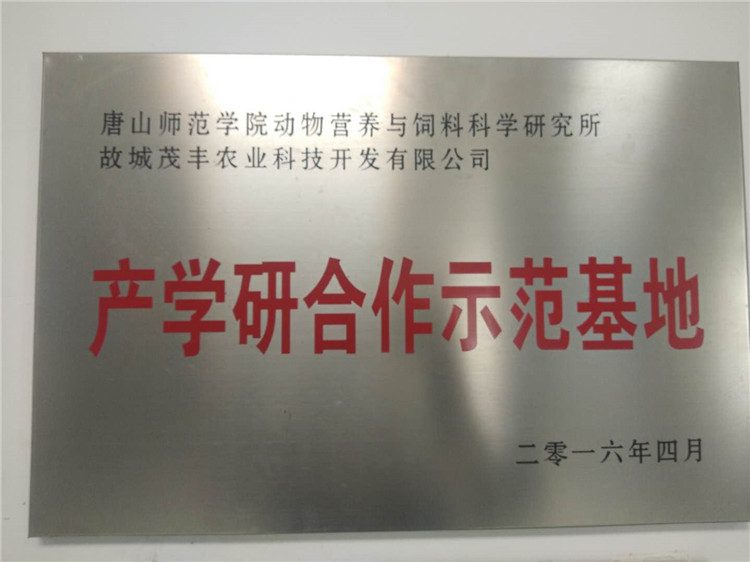 唐山师范学院动物营养与饲料科学研究所
故城茂丰农业科技开发有限公司
产学研合作示范基地
二零一六年四月